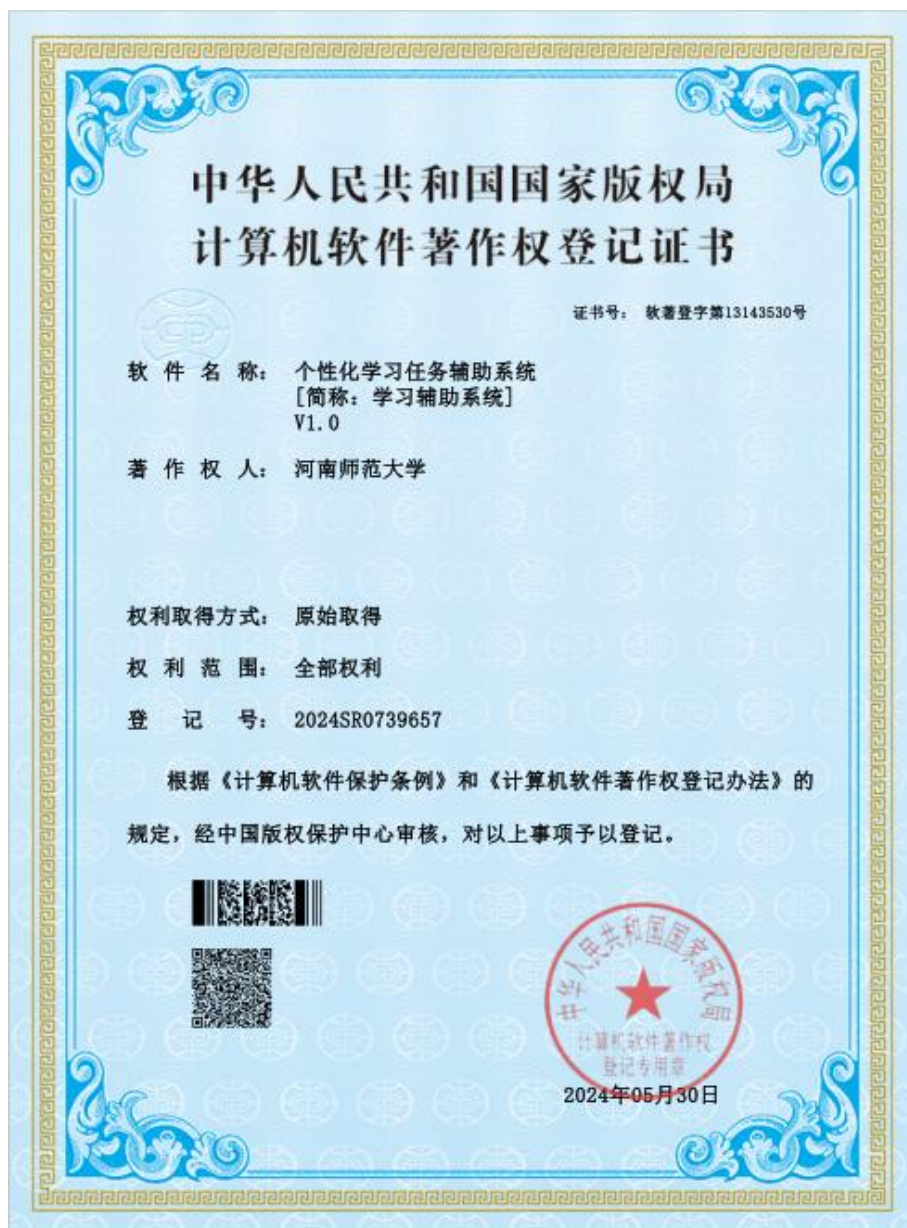 中华人民共和国国家版权局
计算机软件著作权登记证书
证书号: 软著登字第13143530号
软件名称: 个性化学习任务辅助系统
[简称: 学习辅助系统]
V1.0
著作权人: 河南师范大学
权利取得方式: 原始取得
权利范围: 全部权利
登记号: 2024SR0739657
根据《计算机软件保护条例》和《计算机软件著作权登记办法》的
规定, 经中国版权保护中心审核, 对以上事项予以登记。
中华人民共和国国家版权局
计算机软件著作权
登记专用章
2024年05月30日